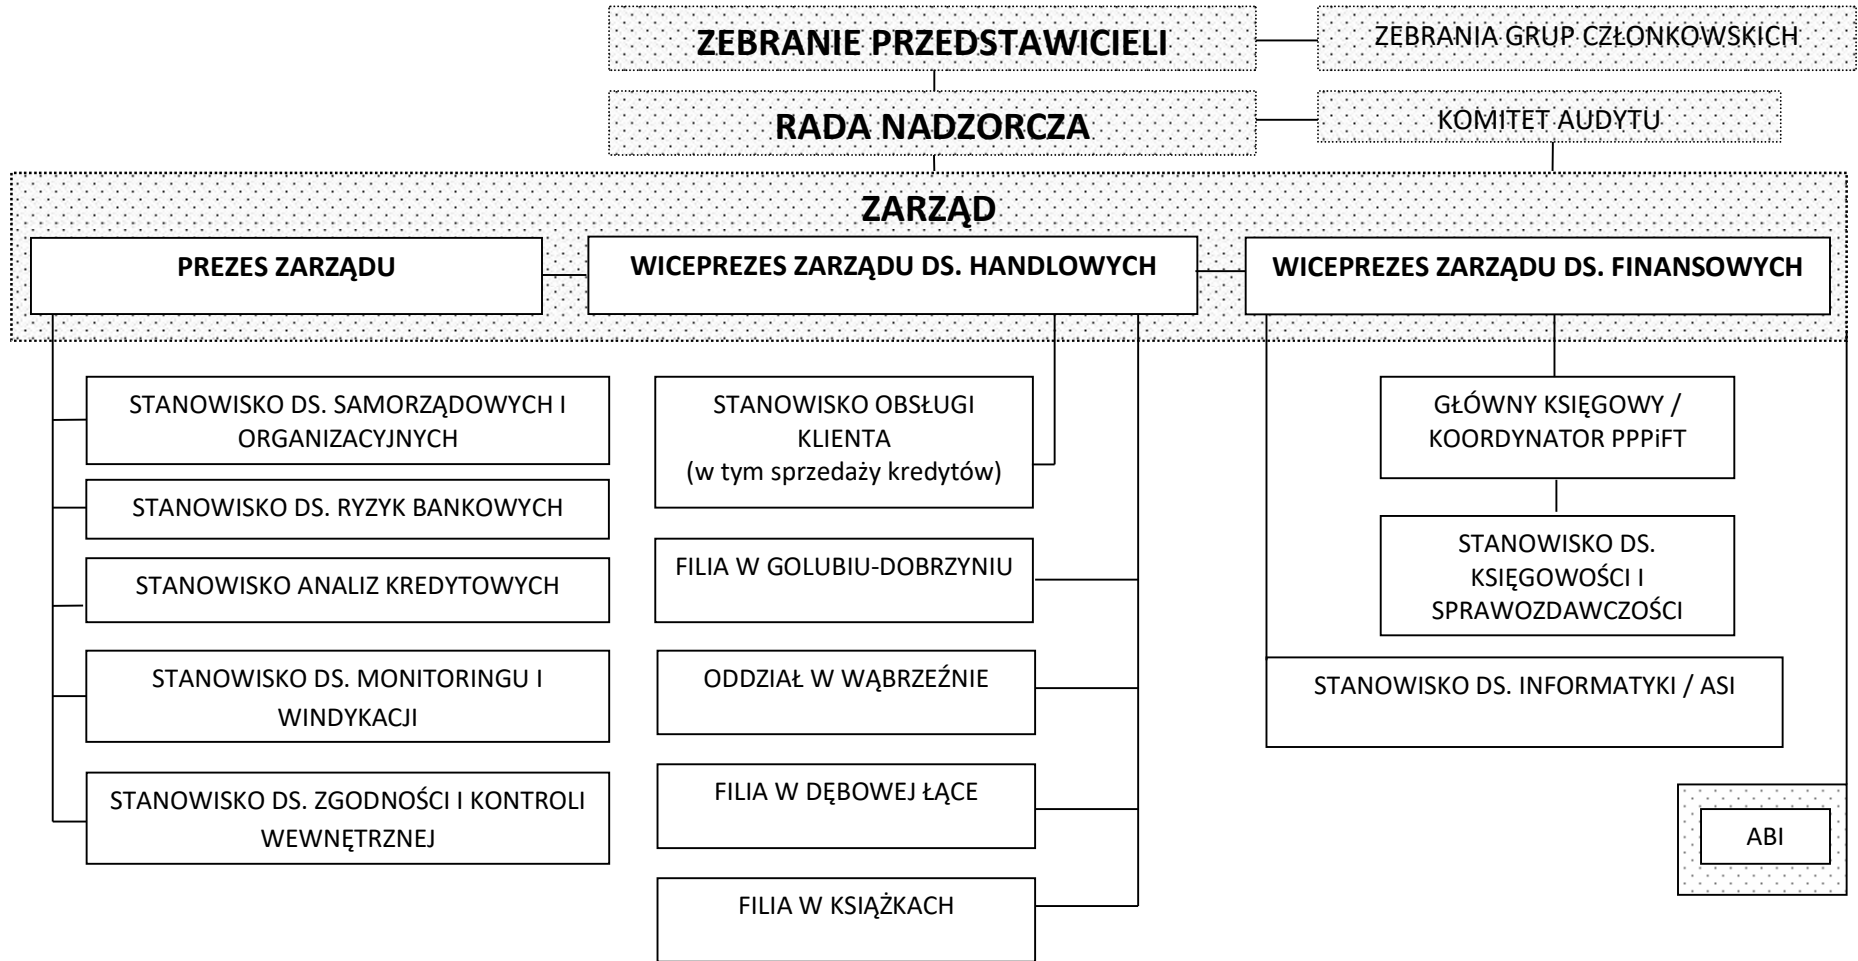 ZEBRANIE PRZEDSTAWICIELI
ZEBRANIA GRUP CZŁONKOWSKICH
RADA NADZORCZA
KOMITET AUDYTU
ZARZĄD
PREZES ZARZĄDU
WICEPREZES ZARZĄDU DS. HANDLOWYCH
WICEPREZES ZARZĄDU DS. FINANSOWYCH
STANOWISKO DS. SAMORZĄDOWYCH I
ORGANIZACYJNYCH
STANOWISKO DS. RYZYK BANKOWYCH
STANOWISKO ANALIZ KREDYTOWYCH
STANOWISKO DS. MONITORINGU I
WINDYKACJI
STANOWISKO DS. ZGODNOŚCI I KONTROLI
WEWNĘTRZNEJ
STANOWISKO OBSŁUGI
KLIENTA
(w tym sprzedaży kredytów)
FILIA W GOLUBIU-DOBRZYNIU
ODDZIAŁ W WĄBRZEŹNIE
FILIA W DĘBOWEJ ŁĄCE
FILIA W KSIĄŻKACH
GŁÓWNY KSIĘGOWY /
KOORDYNATOR PPPiFT
STANOWISKO DS.
KSIĘGOWOŚCI I
SPRAWOZDAWCZOŚCI
STANOWISKO DS. INFORMATYKI / ASI
ABI